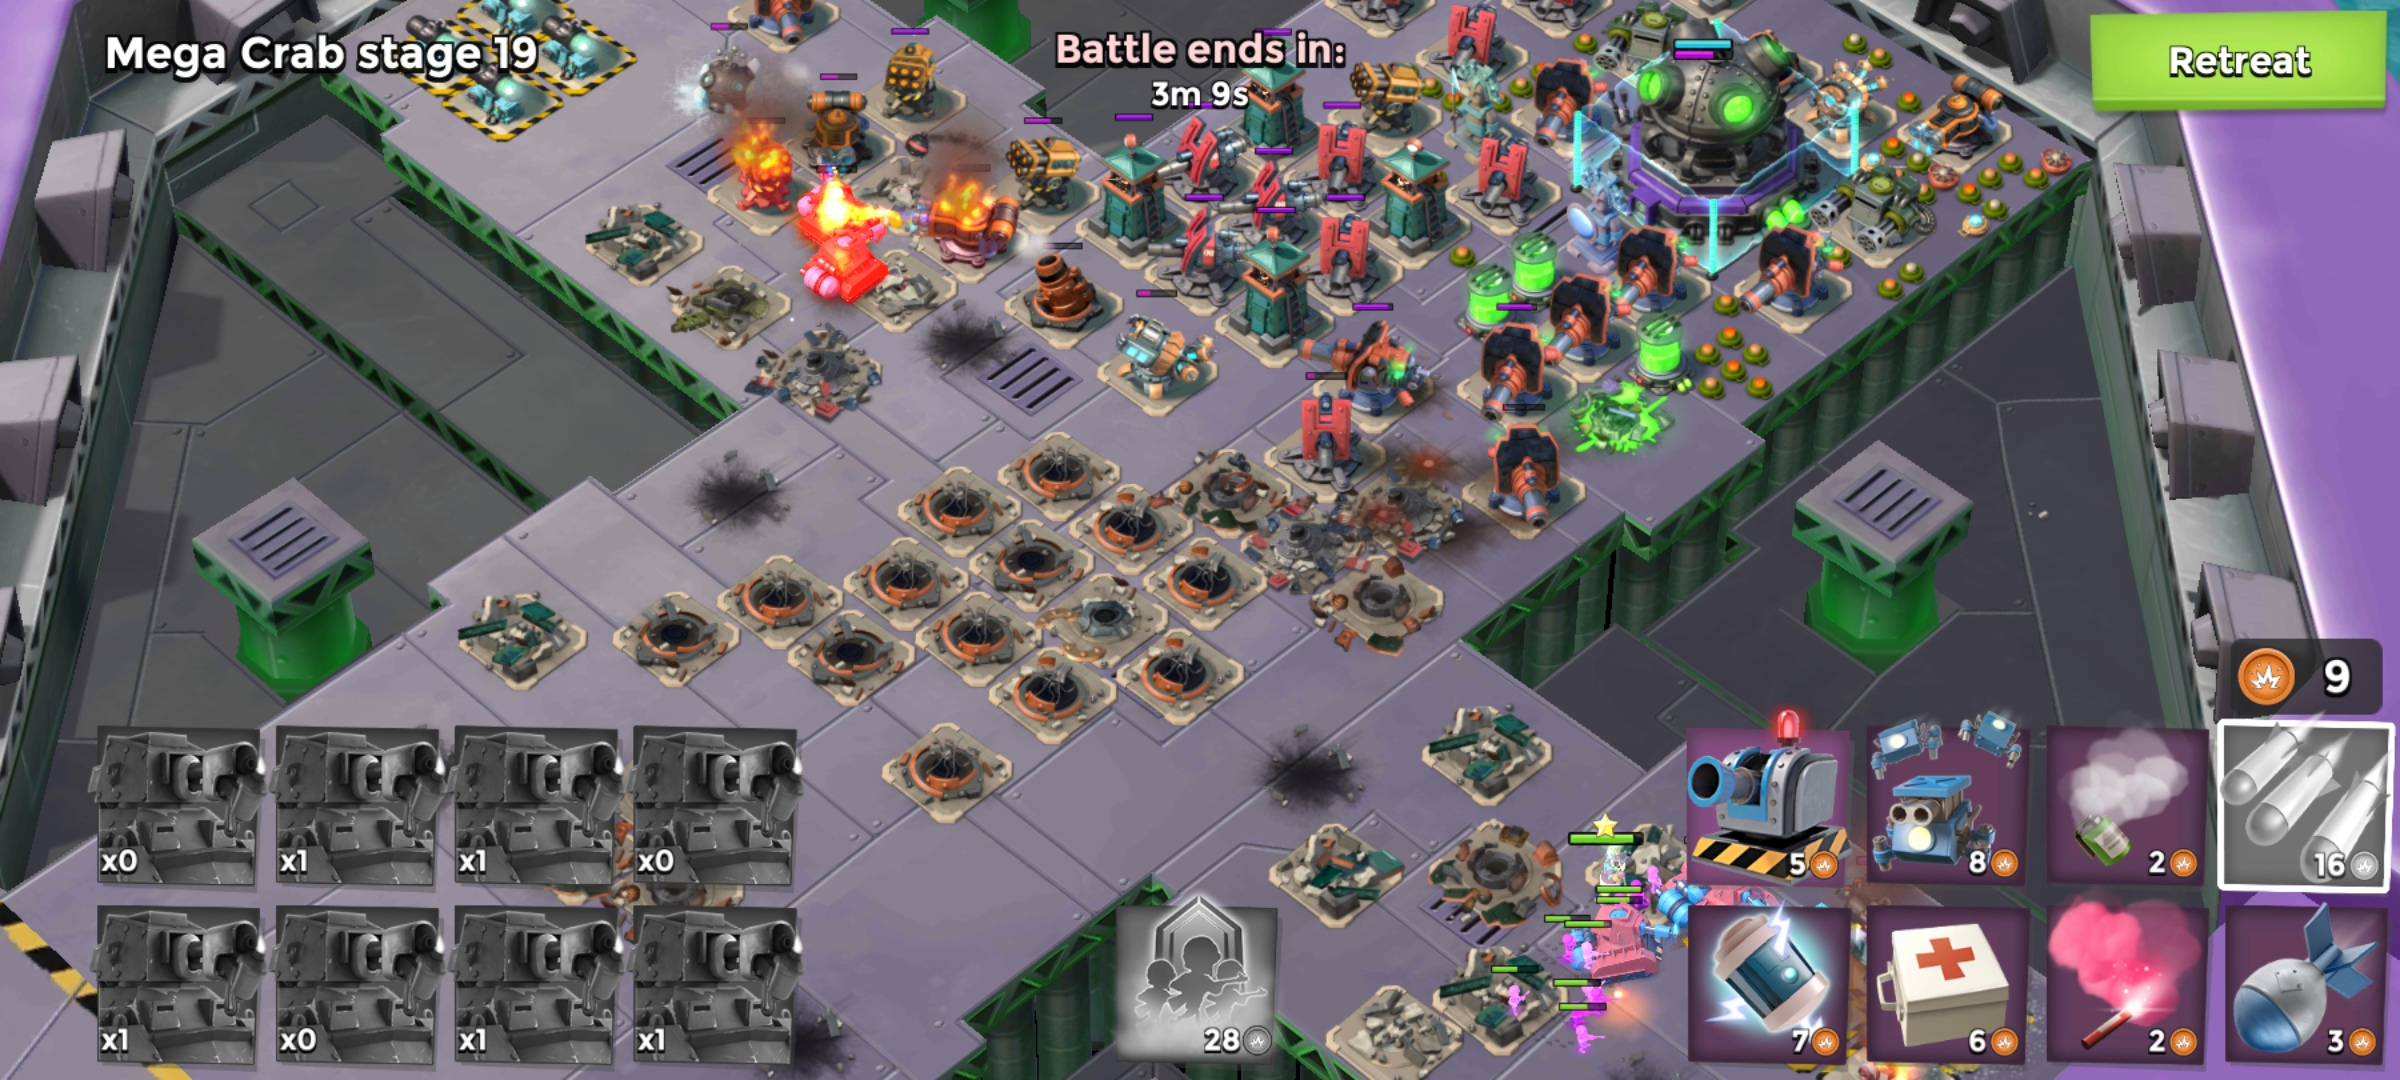 Mega Crab stage 19
Battle ends in:
3m 9s
Retreat
9
x0
x1
x1
x0
5
8
2
16
x1
x0
x1
x1
28
7
6
2
3